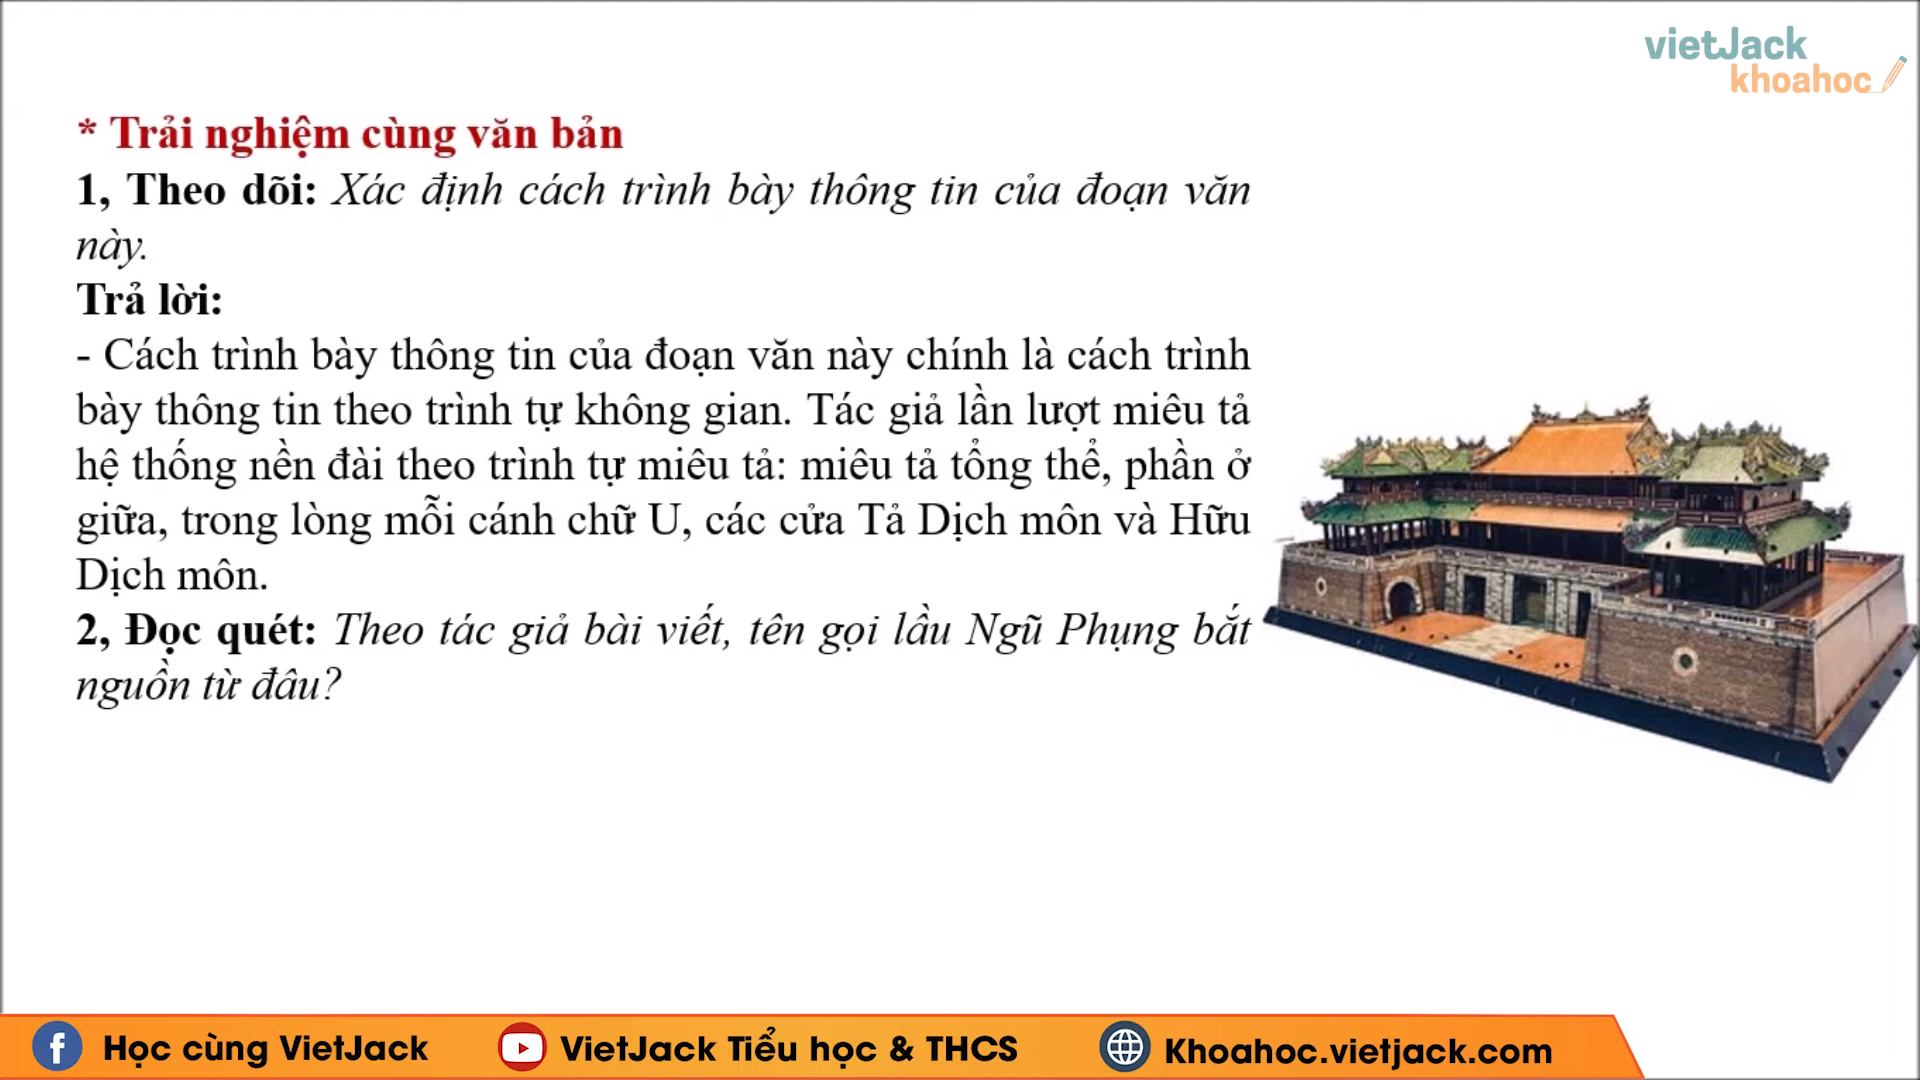 vietJack
khoahoc
* Trải nghiệm cùng văn bản
1, Theo dõi: Xác định cách trình bày thông tin của đoạn văn
này.
Trả lời:
- Cách trình bày thông tin của đoạn văn này chính là cách trình
bày thông tin theo trình tự không gian. Tác giả lần lượt miêu tả
hệ thống nền đài theo trình tự miêu tả: miêu tả tổng thể, phần ở
giữa, trong lòng mỗi cánh chữ U, các cửa Tả Dịch môn và Hữu
Dịch môn.
2, Đọc quét: Theo tác giả bài viết, tên gọi lầu Ngũ Phụng bắt
nguồn từ đâu?
Học cùng VietJack
VietJack Tiểu học & THCS
Khoahoc.vietjack.com